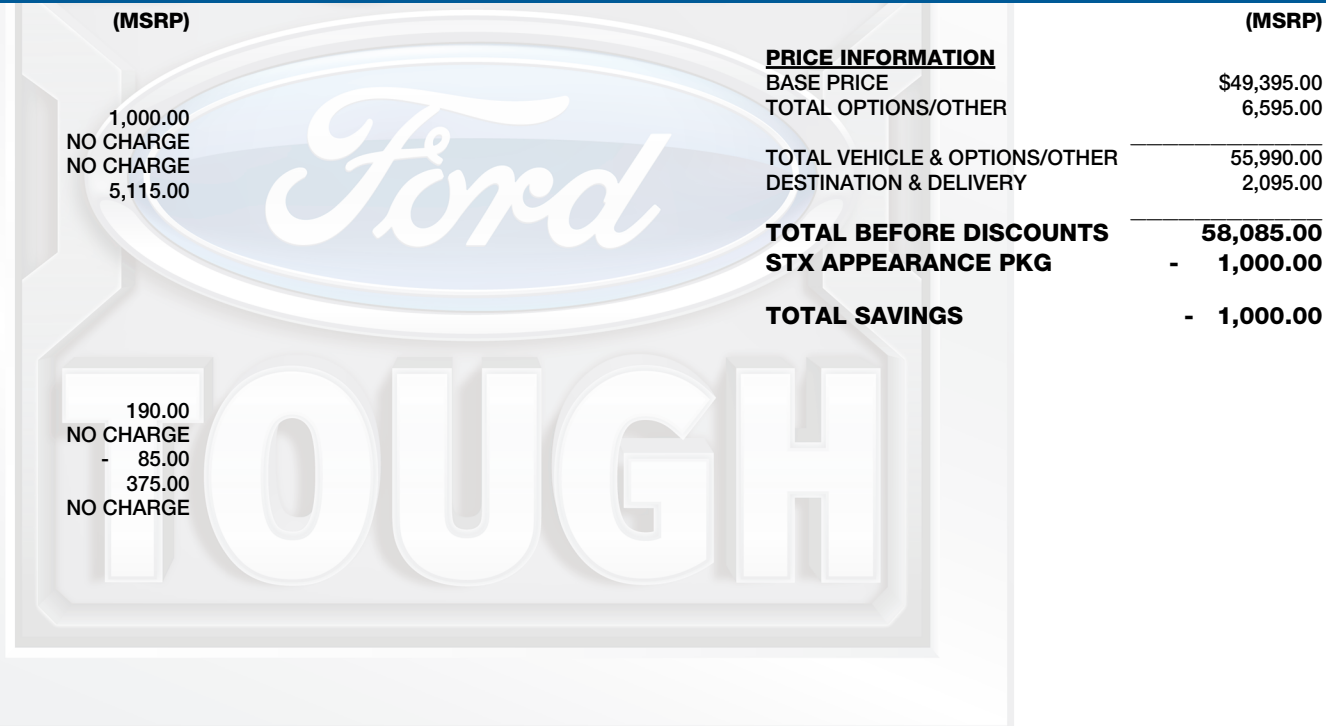 (MSRP)
1,000.00
NO CHARGE
NO CHARGE
5,115.00
190.00
NO CHARGE
- 85.00
375.00
NO CHARGE
(MSRP)
PRICE INFORMATION
BASE PRICE $49,395.00
TOTAL OPTIONS/OTHER 6,595.00
TOTAL VEHICLE & OPTIONS/OTHER 55,990.00
DESTINATION & DELIVERY 2,095.00
TOTAL BEFORE DISCOUNTS 58,085.00
STX APPEARANCE PKG - 1,000.00
TOTAL SAVINGS - 1,000.00
Ford
TOUGH